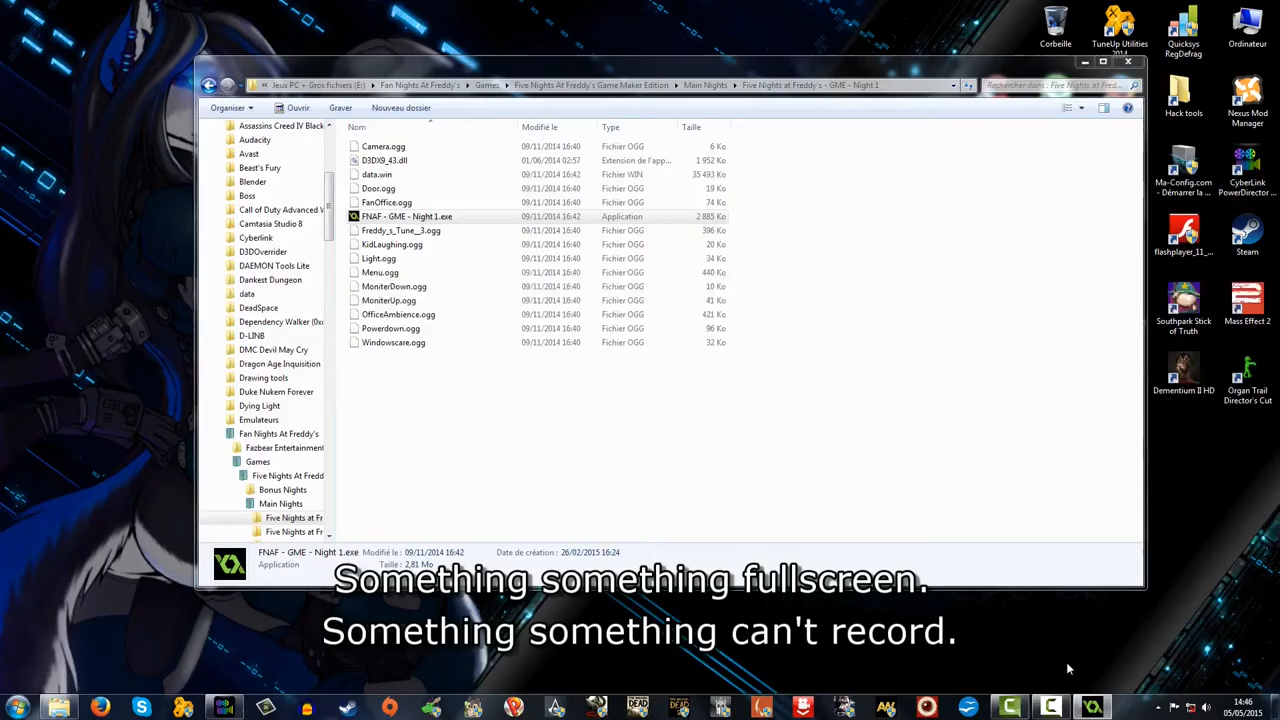 Corbeille
TuneUp Utilities 2014
Quicksys RegDefrag
Ordinateur
« Jeux PC + Gros fichiers (E:) ▸ Fan Nights At Freddy's ▸ Games ▸ Five Nights At Freddy's Game Maker Edition ▸ Main Nights ▸ Five Nights at Freddy's - GME - Night 1
Rechercher dans : Five Nights at Fred...
Organiser
Ouvrir
Graver
Nouveau dossier
Nom
Modifié le
Type
Taille
Assassins Creed IV Black
Audacity
Avast
Beast's Fury
Blender
Boss
Call of Duty Advanced V
Camtasia Studio 8
Cyberlink
D3DOverrider
DAEMON Tools Lite
Dankest Dungeon
data
DeadSpace
Dependency Walker (0xc
D-LINB
DMC Devil May Cry
Dragon Age Inquisition
Drawing tools
Duke Nukem Forever
Dying Light
Emulateurs
Fan Nights At Freddy's
Fazbear Entertainment
Games
Five Nights At Fredd
Bonus Nights
Main Nights
Five Nights at Fr
Five Nights at Fr
Camera.ogg 09/11/2014 16:40 Fichier OGG 6 Ko
D3DX9_43.dll 01/06/2014 02:57 Extension de l'app... 1 952 Ko
data.win 09/11/2014 16:42 Fichier WIN 35 493 Ko
Door.ogg 09/11/2014 16:40 Fichier OGG 19 Ko
FanOffice.ogg 09/11/2014 16:40 Fichier OGG 74 Ko
FNAF - GME - Night 1.exe 09/11/2014 16:42 Application 2 885 Ko
Freddy_s_Tune__3.ogg 09/11/2014 16:40 Fichier OGG 396 Ko
KidLaughing.ogg 09/11/2014 16:40 Fichier OGG 20 Ko
Light.ogg 09/11/2014 16:40 Fichier OGG 34 Ko
Menu.ogg 09/11/2014 16:40 Fichier OGG 440 Ko
MoniterDown.ogg 09/11/2014 16:40 Fichier OGG 10 Ko
MoniterUp.ogg 09/11/2014 16:40 Fichier OGG 41 Ko
OfficeAmbience.ogg 09/11/2014 16:40 Fichier OGG 421 Ko
Powerdown.ogg 09/11/2014 16:40 Fichier OGG 96 Ko
Windowscare.ogg 09/11/2014 16:40 Fichier OGG 32 Ko
Hack tools
Nexus Mod Manager
Ma-Config.com - Démarrer la ...
CyberLink PowerDirector ...
flashplayer_11_...
Steam
Southpark Stick of Truth
Mass Effect 2
Dementium II HD
Organ Trail Director's Cut
FNAF - GME - Night 1.exe Modifié le : 09/11/2014 16:42 Date de création : 26/02/2015 16:24
Application Taille : 2,81 Mo
Something something fullscreen.
Something something can't record.
14:46
05/05/2015